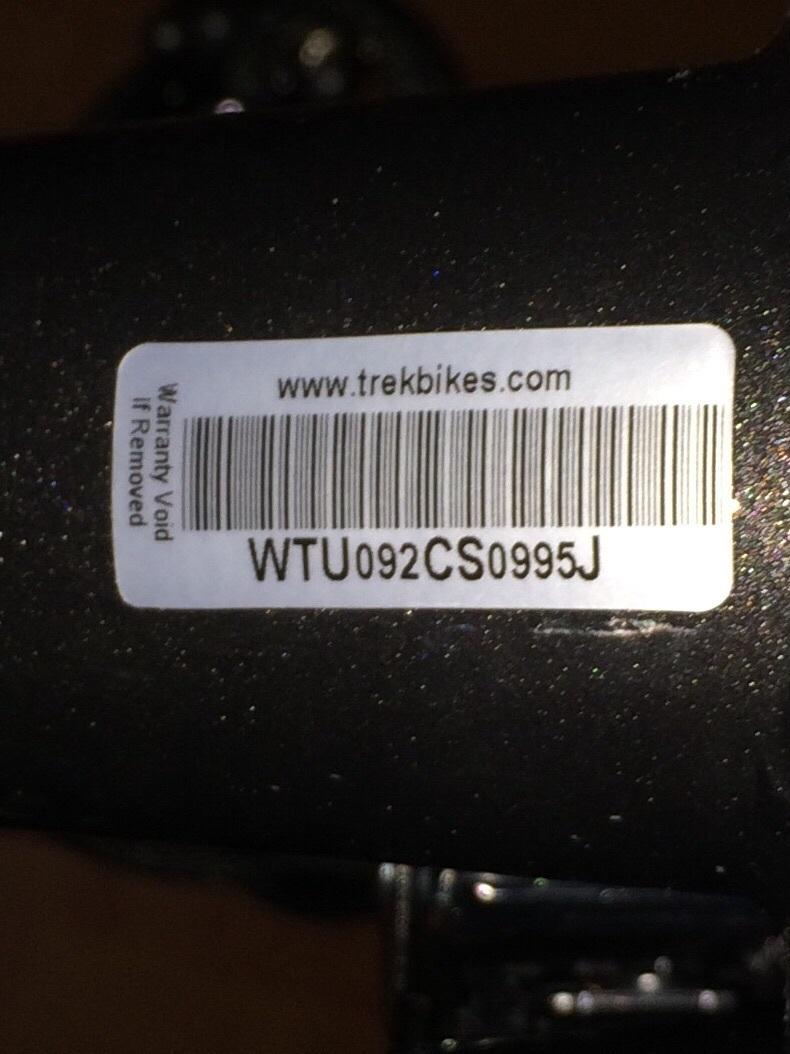 www.trekbikes.com
WTU092CS0995J
Warranty Void
If Removed